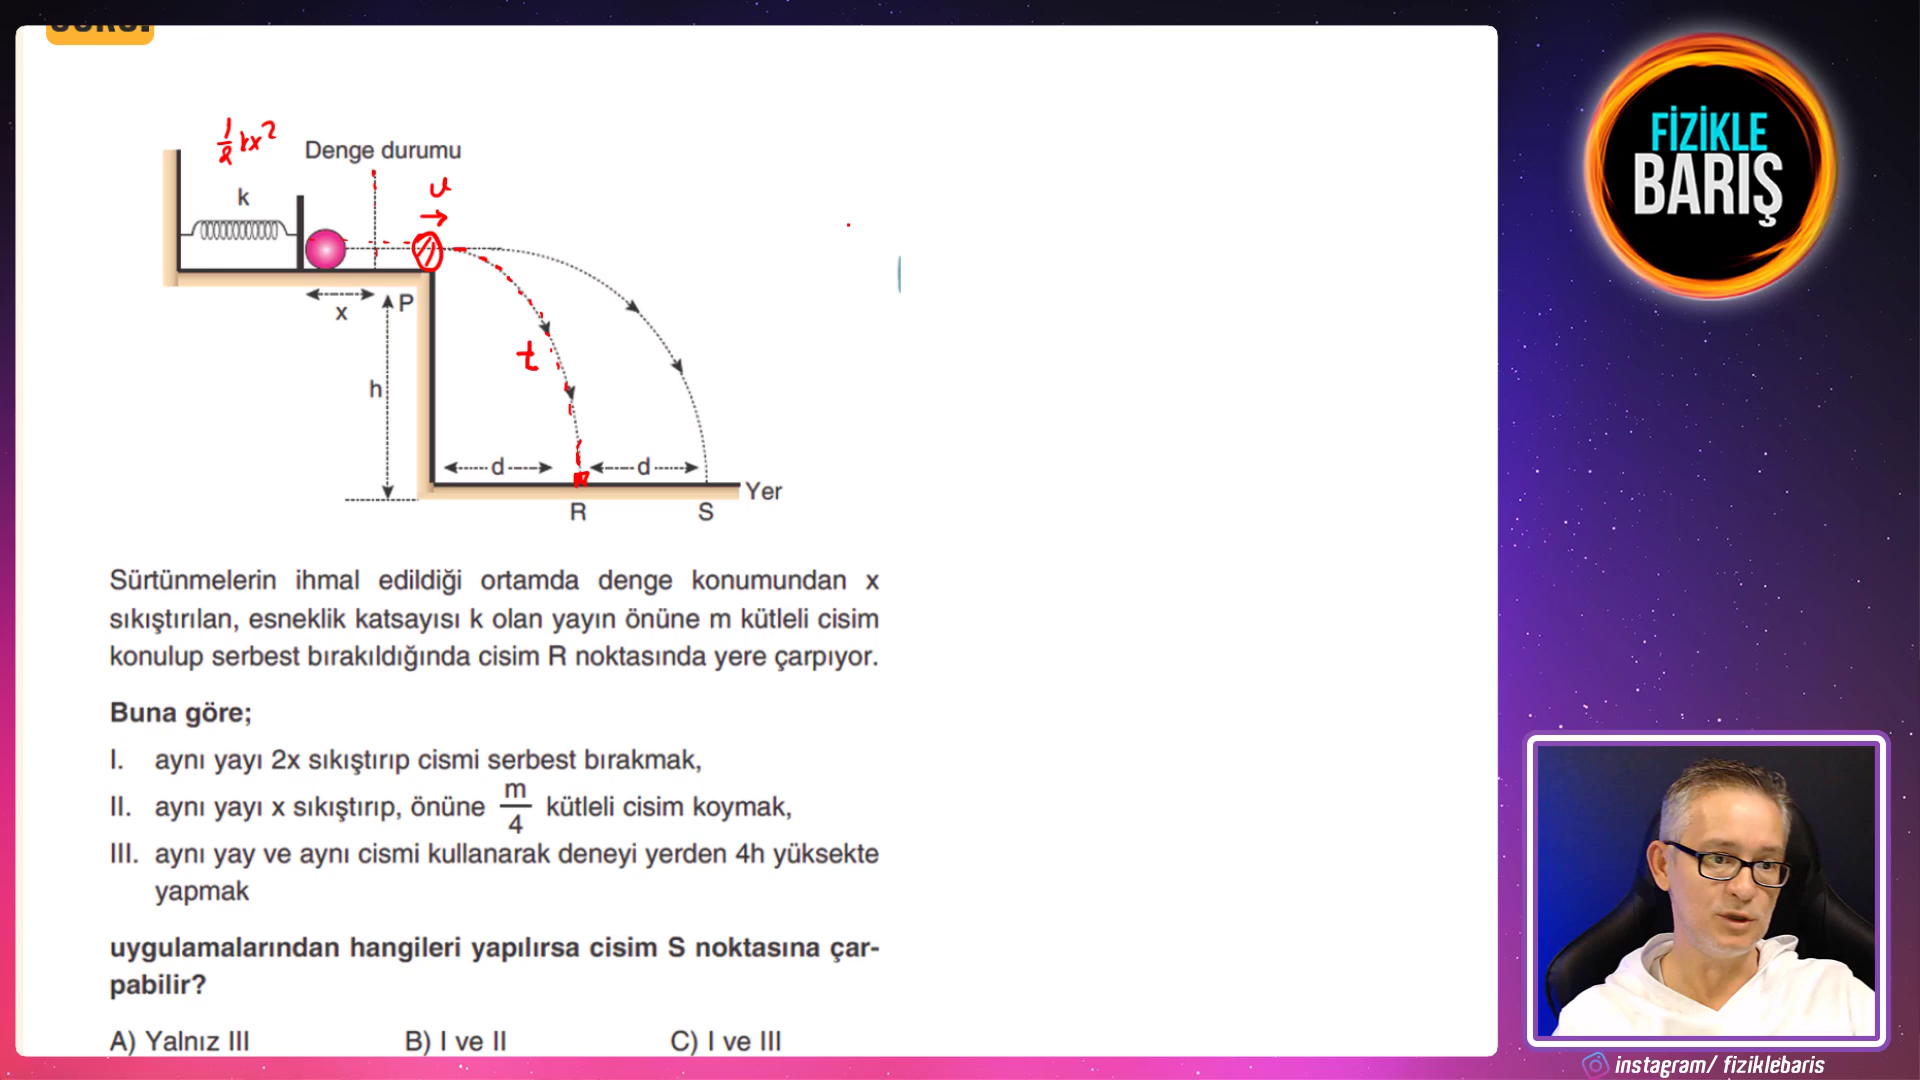 ½kx²
Denge durumu
k
υ
x
P
t
h
d
d
Yer
R
S
Sürtünmelerin ihmal edildiği ortamda denge konumundan x
sıkıştırılan, esneklik katsayısı k olan yayın önüne m kütleli cisim
konulup serbest bırakıldığında cisim R noktasında yere çarpıyor.
Buna göre;
I. aynı yayı 2x sıkıştırıp cismi serbest bırakmak,
II. aynı yayı x sıkıştırıp, önüne m/4 kütleli cisim koymak,
III. aynı yay ve aynı cismi kullanarak deneyi yerden 4h yüksekte
yapmak
uygulamalarından hangileri yapılırsa cisim S noktasına çar-
pabilir?
A) Yalnız III B) I ve II C) I ve III
FİZİKLE
BARIŞ
instagram/ fiziklebaris